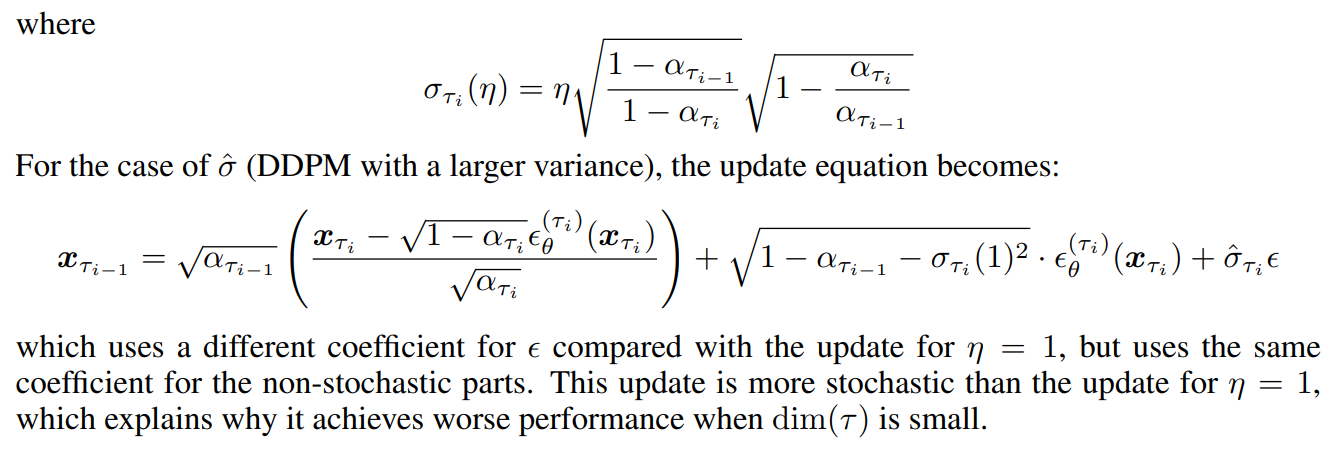 where
$$\sigma_{\tau_i}(\eta) = \eta\sqrt{\frac{1-\alpha_{\tau_{i-1}}}{1-\alpha_{\tau_i}}}\sqrt{1-\frac{\alpha_{\tau_i}}{\alpha_{\tau_{i-1}}}}$$
For the case of $\hat{\sigma}$ (DDPM with a larger variance), the update equation becomes:
$$\boldsymbol{x}_{\tau_{i-1}} = \sqrt{\alpha_{\tau_{i-1}}}\left(\frac{\boldsymbol{x}_{\tau_i}-\sqrt{1-\alpha_{\tau_i}}\epsilon_\theta^{(\tau_i)}(\boldsymbol{x}_{\tau_i})}{\sqrt{\alpha_{\tau_i}}}\right) + \sqrt{1-\alpha_{\tau_{i-1}}-\sigma_{\tau_i}(1)^2}\cdot\epsilon_\theta^{(\tau_i)}(\boldsymbol{x}_{\tau_i}) + \hat{\sigma}_{\tau_i}\epsilon$$
which uses a different coefficient for $\epsilon$ compared with the update for $\eta = 1$, but uses the same
coefficient for the non-stochastic parts. This update is more stochastic than the update for $\eta = 1$,
which explains why it achieves worse performance when $\dim(\tau)$ is small.